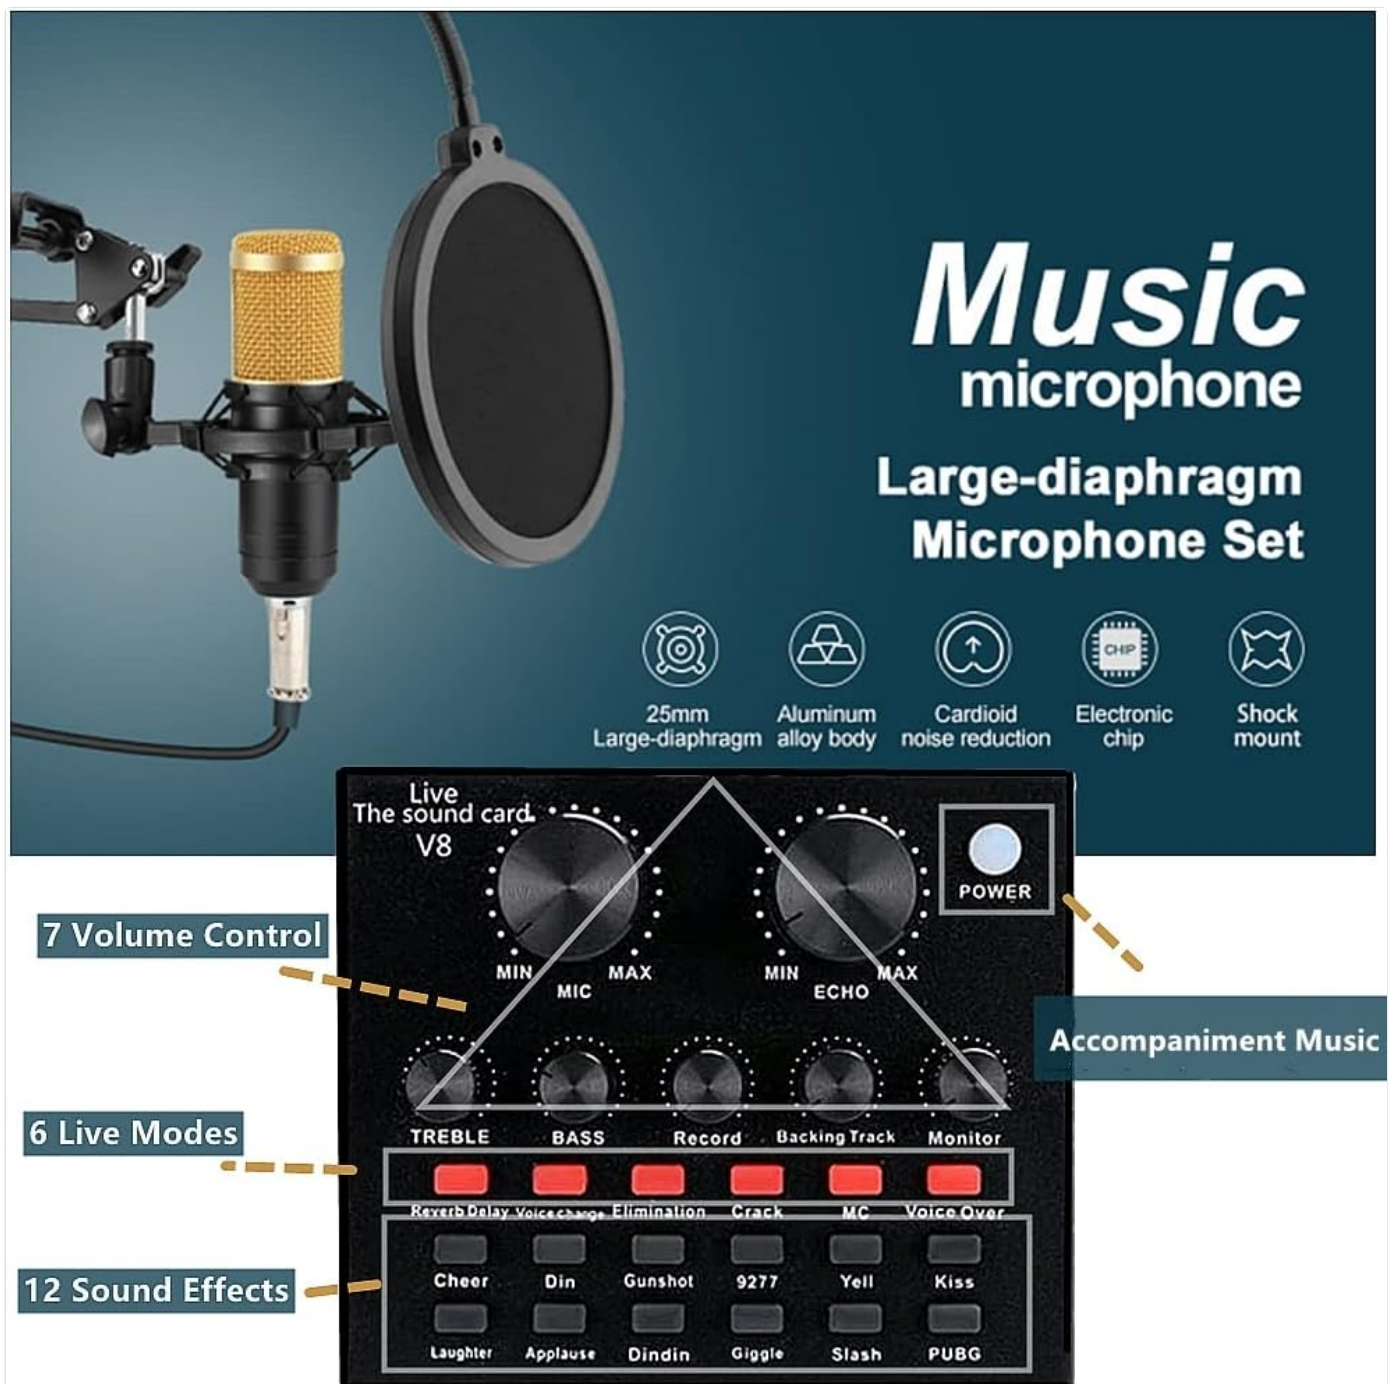 Music
microphone
Large-diaphragm
Microphone Set
25mm
Large-diaphragm
Aluminum
alloy body
Cardioid
noise reduction
CHIP
Electronic
chip
Shock
mount
Live
The sound card
V8
POWER
MIN MAX
MIC
MIN MAX
ECHO
7 Volume Control
Accompaniment Music
TREBLE BASS Record Backing Track Monitor
6 Live Modes
Reverb Delay Voice change Elimination Crack MC Voice Over
12 Sound Effects
Cheer Din Gunshot 9277 Yell Kiss
Laughter Applause Dindin Giggle Slash PUBG